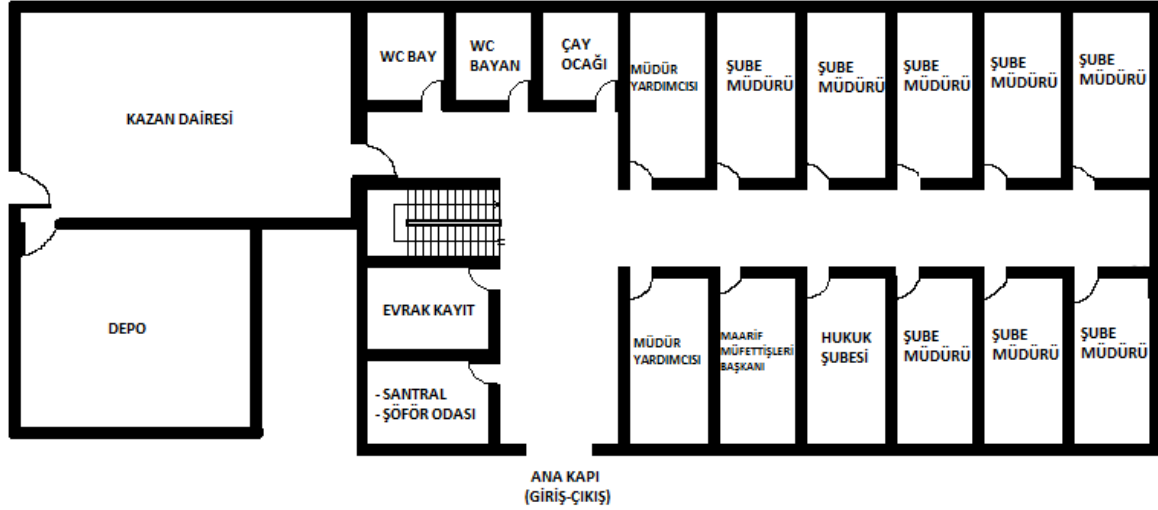 KAZAN DAİRESİ
WC BAY
WC
BAYAN
ÇAY
OCAĞI
MÜDÜR
YARDIMCISI
ŞUBE
MÜDÜRÜ
ŞUBE
MÜDÜRÜ
ŞUBE
MÜDÜRÜ
ŞUBE
MÜDÜRÜ
ŞUBE
MÜDÜRÜ
DEPO
EVRAK KAYIT
- SANTRAL
- ŞÖFÖR ODASI
MÜDÜR
YARDIMCISI
MAARİF
MÜFETTİŞLERİ
BAŞKANI
HUKUK
ŞUBESİ
ŞUBE
MÜDÜRÜ
ŞUBE
MÜDÜRÜ
ŞUBE
MÜDÜRÜ
ANA KAPI
(GİRİŞ-ÇIKIŞ)